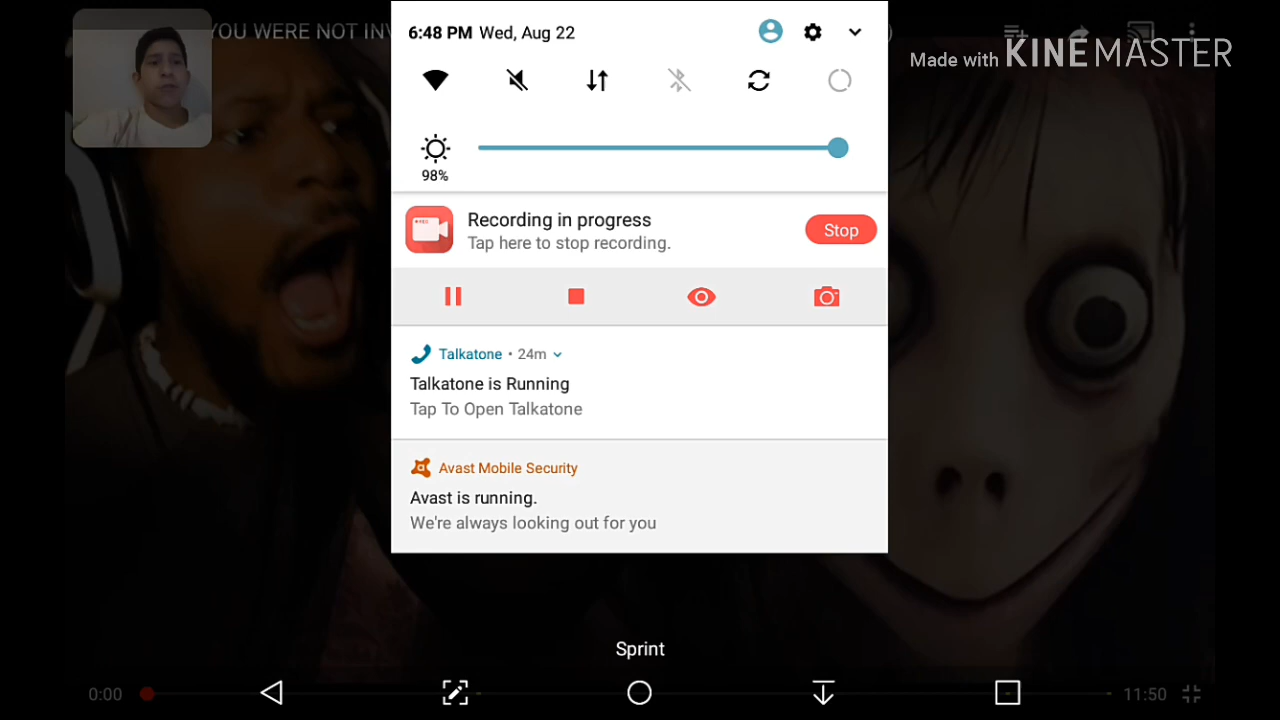 YOU WERE NOT INV
6:48 PM Wed, Aug 22
Made with KINEMASTER
98%
Recording in progress
Tap here to stop recording.
Stop
Talkatone • 24m
Talkatone is Running
Tap To Open Talkatone
Avast Mobile Security
Avast is running.
We're always looking out for you
Sprint
0:00
11:50